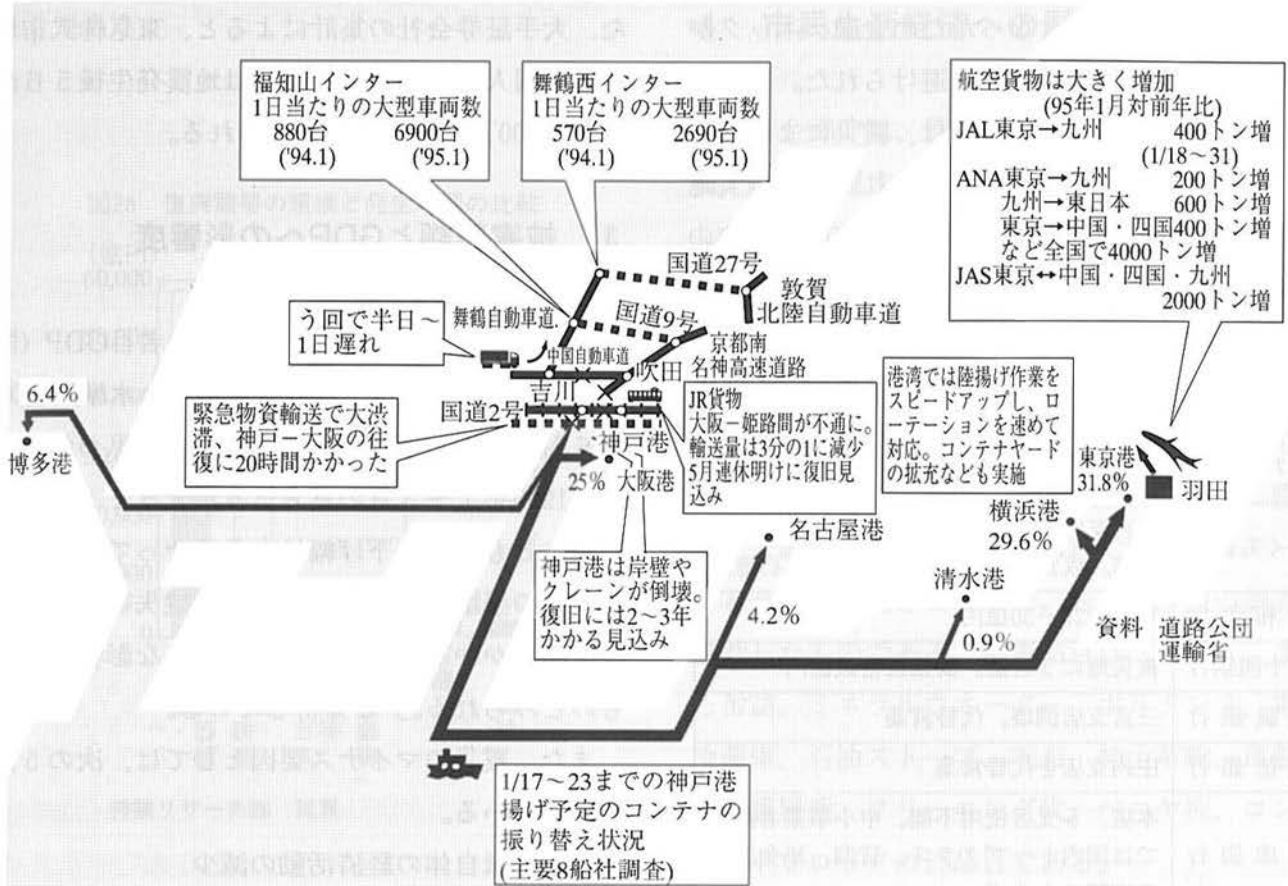 福知山インター
1日当たりの大型車両数
880台 6900台
('94.1) ('95.1)
舞鶴西インター
1日当たりの大型車両数
570台 2690台
('94.1) ('95.1)
航空貨物は大きく増加
(95年1月対前年比)
JAL東京→九州 400トン増
(1/18～31)
ANA東京→九州 200トン増
九州→東日本 600トン増
東京→中国・四国400トン増
など全国で4000トン増
JAS東京↔中国・四国・九州
2000トン増
国道27号
敦賀
北陸自動車道
舞鶴自動車道
国道9号
京都南
名神高速道路
う回で半日～
1日遅れ
中国自動車道
吉川
吹田
国道2号
緊急物資輸送で大渋
滞、神戸－大阪の往
復に20時間かかった
JR貨物
大阪－姫路間が不通に。
輸送量は3分の1に減少
5月連休明けに復旧見
込み
港湾では陸揚げ作業を
スピードアップし、ロ
ーテーションを速めて
対応。コンテナヤード
の拡充なども実施
6.4%
博多港
神戸港
25% 大阪港
神戸港は岸壁や
クレーンが倒壊。
復旧には2～3年
かかる見込み
名古屋港
4.2%
清水港
0.9%
横浜港
29.6%
東京港
31.8%
羽田
資料 道路公団
運輸省
1/17～23までの神戸港
揚げ予定のコンテナの
振り替え状況
(主要8船社調査)